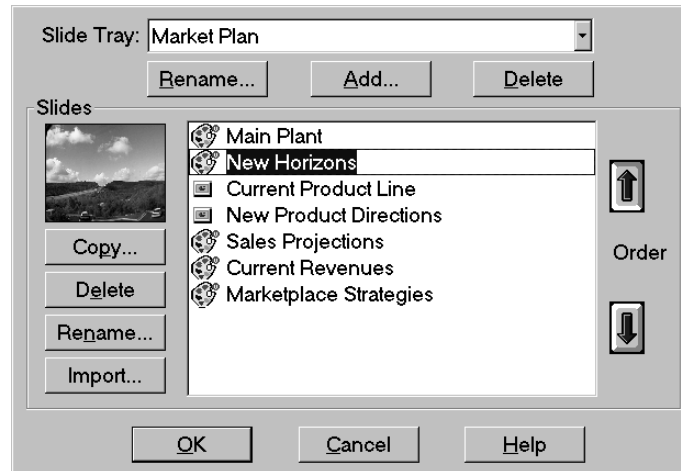 Slide Tray: Market Plan
Rename... Add... Delete
Slides
Main Plant
New Horizons
Current Product Line
New Product Directions
Sales Projections
Current Revenues
Marketplace Strategies
Copy...
Delete
Rename...
Import...
Order
OK Cancel Help